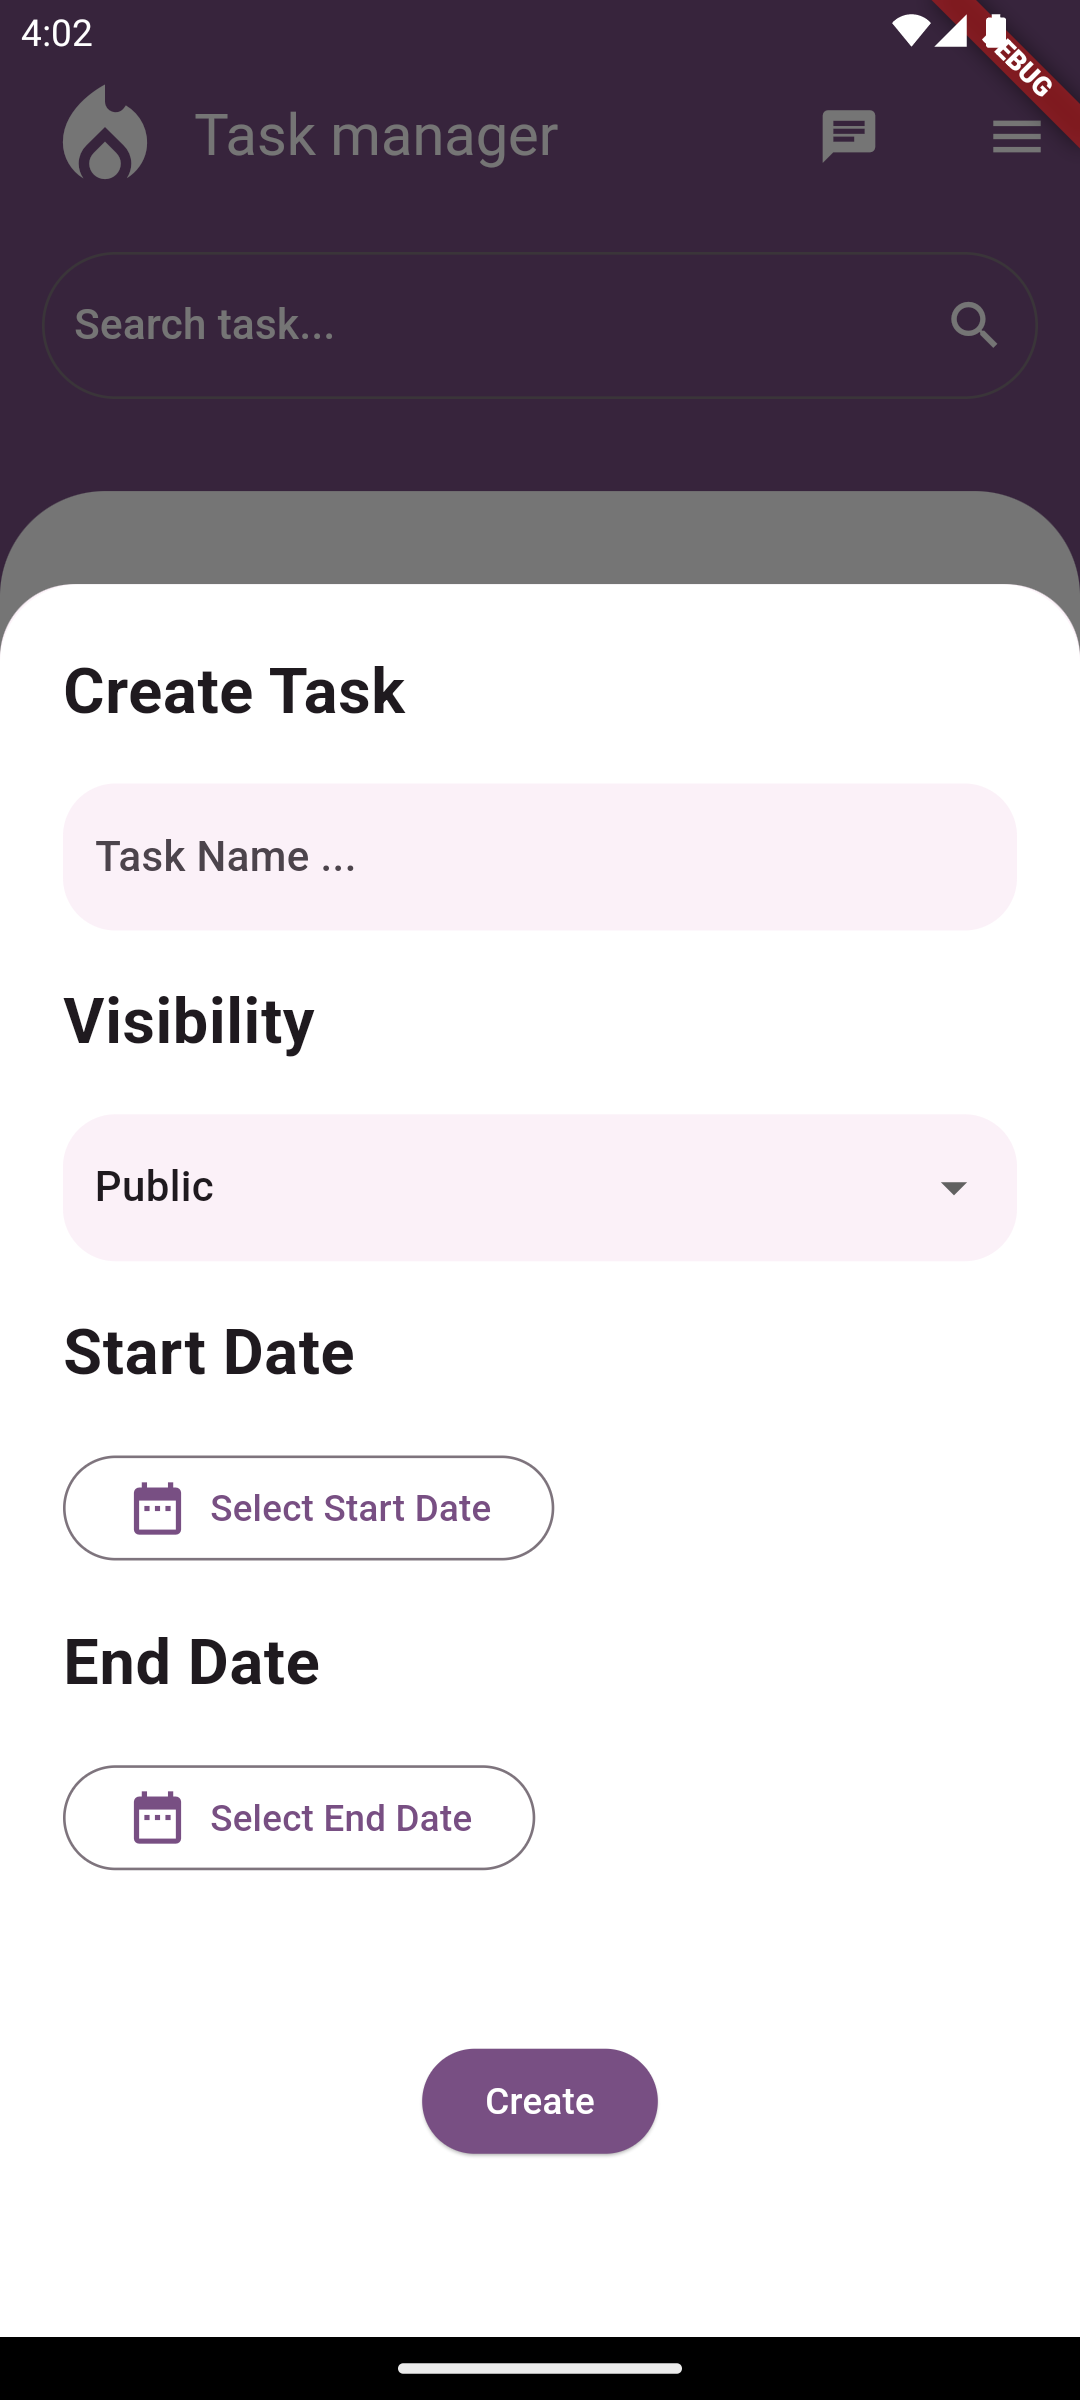 4:02
Task manager
Search task...
Create Task
Task Name ...
Visibility
Public
Start Date
Select Start Date
End Date
Select End Date
Create